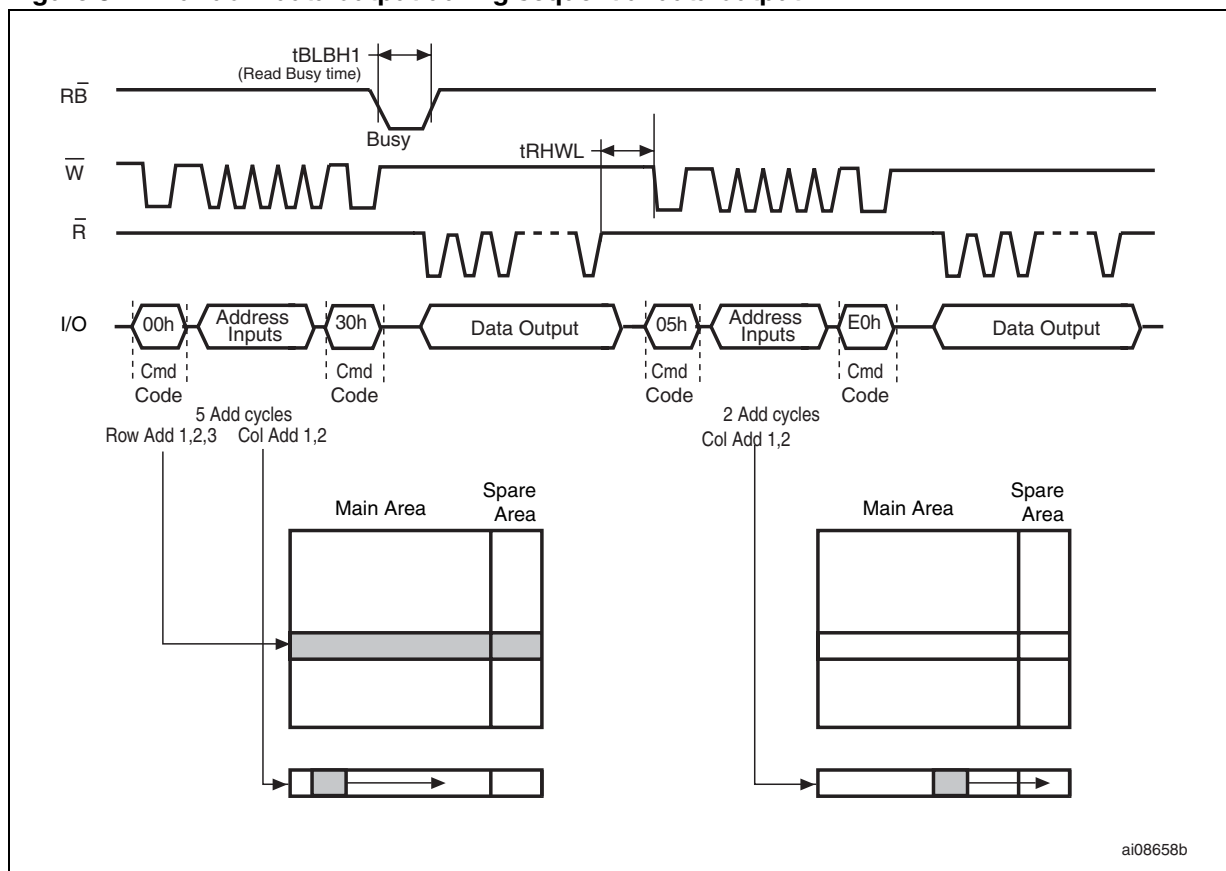 tBLBH1
(Read Busy time)
RB̅
Busy
tRHWL
W̅
R̅
I/O
00h
Address
Inputs
30h
Data Output
05h
Address
Inputs
E0h
Data Output
Cmd
Code
Cmd
Code
Cmd
Code
Cmd
Code
5 Add cycles
Row Add 1,2,3 Col Add 1,2
2 Add cycles
Col Add 1,2
Main Area
Spare
Area
Main Area
Spare
Area
ai08658b